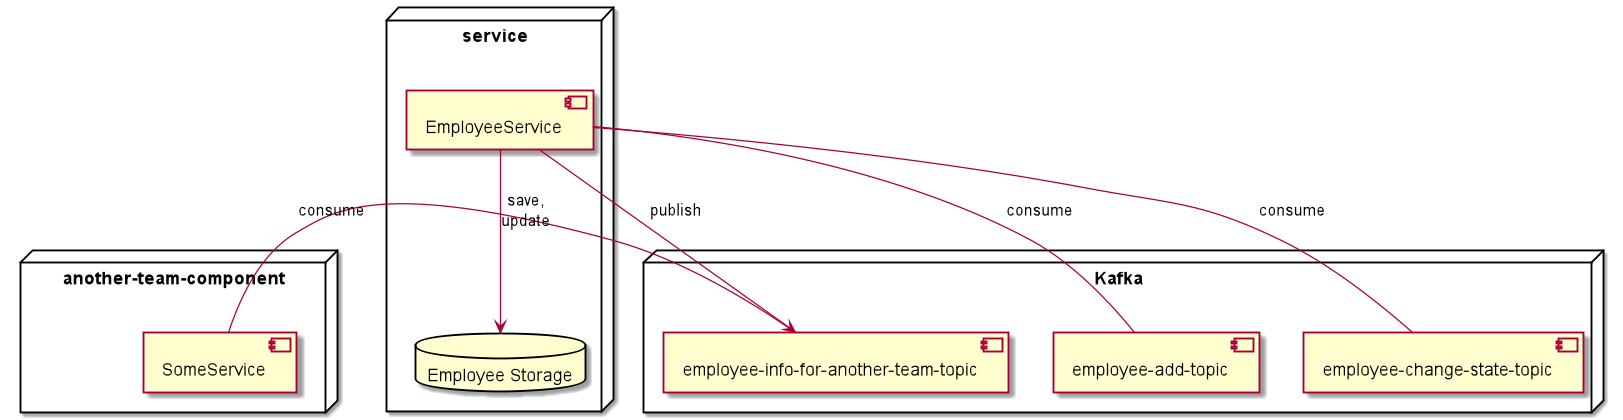 service
EmployeeService
consume
save,
update
publish
consume
consume
another-team-component
Kafka
SomeService
Employee Storage
employee-info-for-another-team-topic
employee-add-topic
employee-change-state-topic